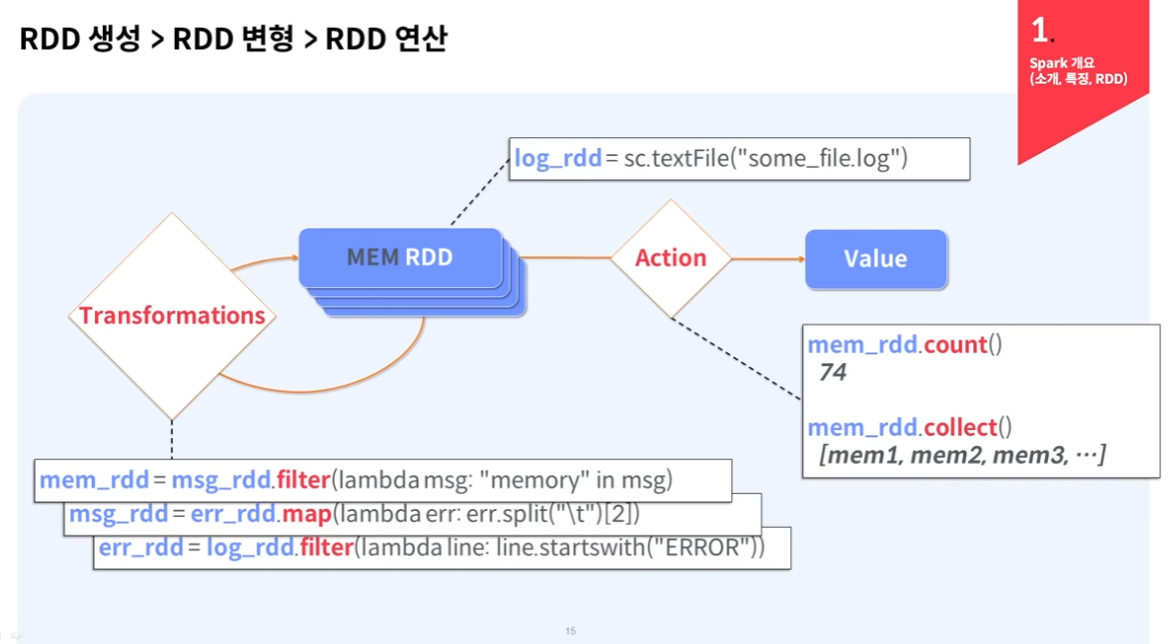 RDD 생성 > RDD 변형 > RDD 연산
1.
Spark 개요
(소개, 특징, RDD)
log_rdd = sc.textFile("some_file.log")
MEM RDD
Action
Value
Transformations
mem_rdd.count()
74
mem_rdd.collect()
[mem1, mem2, mem3, ⋯]
mem_rdd = msg_rdd.filter(lambda msg: "memory" in msg)
msg_rdd = err_rdd.map(lambda err: err.split("\t")[2])
err_rdd = log_rdd.filter(lambda line: line.startswith("ERROR"))
15